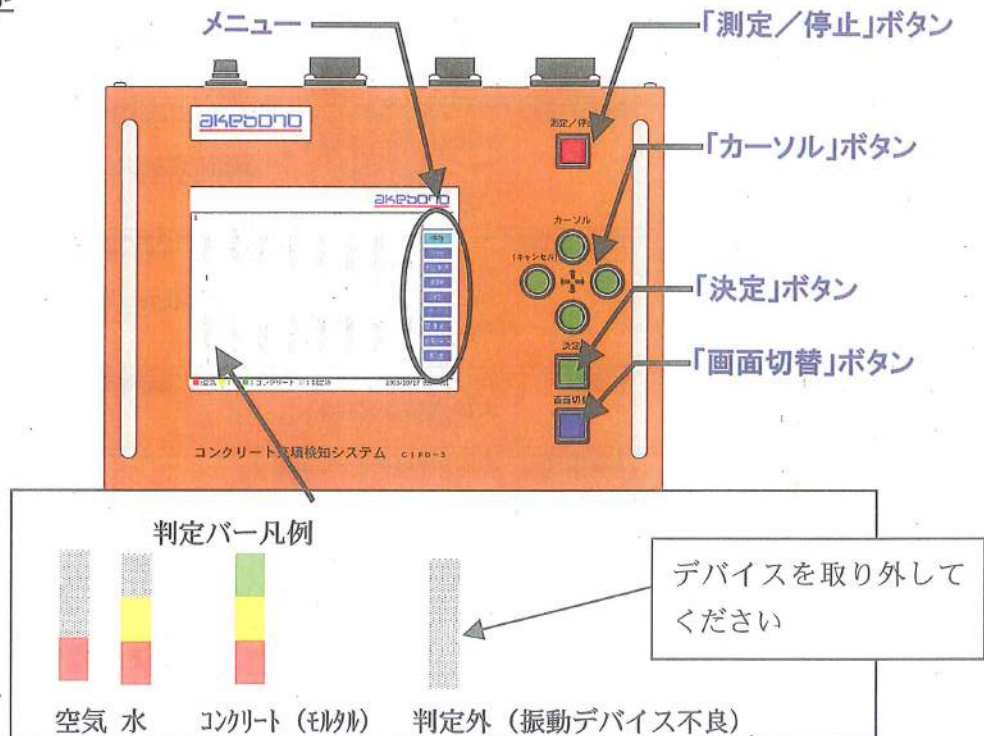 メニュー
「測定／停止」ボタン
akebono
測定／停止
「カーソル」ボタン
akebono
カーソル
(キャンセル)
「決定」ボタン
決定
「画面切替」ボタン
画面切替
コンクリート充填検知システム CIFD-3
判定バー凡例
デバイスを取り外して
ください
空気 水 コンクリート（モルタル） 判定外（振動デバイス不良）